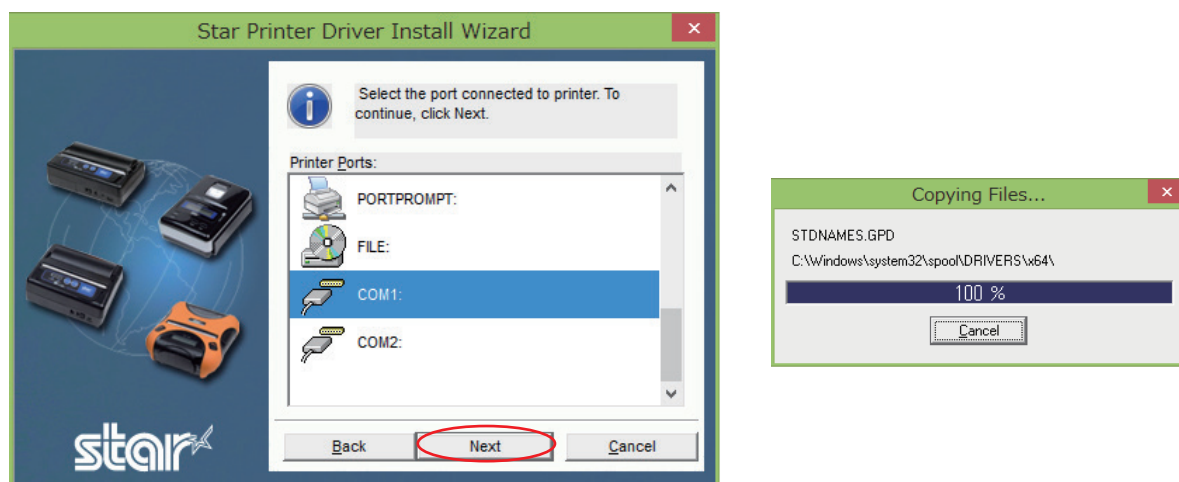 Star Printer Driver Install Wizard
Select the port connected to printer. To
continue, click Next.
Printer Ports:
PORTPROMPT:
FILE:
COM1:
COM2:
star
Back Next Cancel
Copying Files...
STDNAMES.GPD
C:\Windows\system32\spool\DRIVERS\x64\
100 %
Cancel